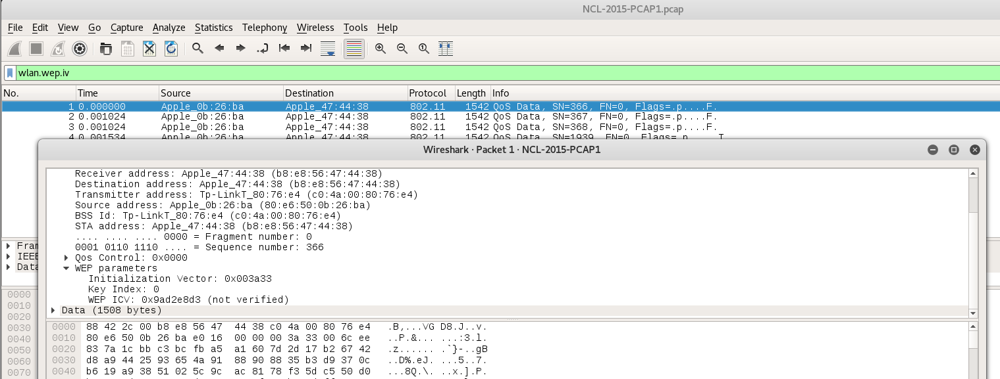 NCL-2015-PCAP1.pcap
File Edit View Go Capture Analyze Statistics Telephony Wireless Tools Help
wlan.wep.iv
No. Time Source Destination Protocol Length Info
1 0.000000 Apple_0b:26:ba Apple_47:44:38 802.11 1542 QoS Data, SN=366, FN=0, Flags=.p....F.
2 0.001024 Apple_0b:26:ba Apple_47:44:38 802.11 1542 QoS Data, SN=367, FN=0, Flags=.p....F.
3 0.001024 Apple_0b:26:ba Apple_47:44:38 802.11 1542 QoS Data, SN=368, FN=0, Flags=.p....F.
4 0.001534 Apple_0b:26:ba Apple_47:44:38 802.11 1542 QoS Data, SN=1939, FN=0, Flags=.p.....T
Wireshark · Packet 1 · NCL-2015-PCAP1
Receiver address: Apple_47:44:38 (b8:e8:56:47:44:38)
Destination address: Apple_47:44:38 (b8:e8:56:47:44:38)
Transmitter address: Tp-LinkT_80:76:e4 (c0:4a:00:80:76:e4)
Source address: Apple_0b:26:ba (80:e6:50:0b:26:ba)
BSS Id: Tp-LinkT_80:76:e4 (c0:4a:00:80:76:e4)
STA address: Apple_47:44:38 (b8:e8:56:47:44:38)
.... .... .... 0000 = Fragment number: 0
0001 0110 1110 .... = Sequence number: 366
Qos Control: 0x0000
WEP parameters
Initialization Vector: 0x003a33
Key Index: 0
WEP ICV: 0x9ad2e8d3 (not verified)
Data (1508 bytes)
Fram
IEEE
Data
0000
0010
0020
0030
0040
0050
0060
0070
0000 88 42 2c 00 b8 e8 56 47 44 38 c0 4a 00 80 76 e4 .B,...VG D8.J..v.
0010 80 e6 50 0b 26 ba e0 16 00 00 00 3a 33 00 6c ee ..P.&... ...:3.l.
0020 83 7a 1c bb c3 bc fb a5 a1 60 7d 2d 17 b2 67 42 .z...... .`}-..gB
0030 d8 a9 44 25 93 65 4a 91 88 90 88 35 b3 d9 37 0c ..D%.eJ. ...5..7.
0040 b6 19 a9 38 51 02 5c 9c ac 81 78 f3 5d c5 50 d0 ...8Q.\. ..x.].P.